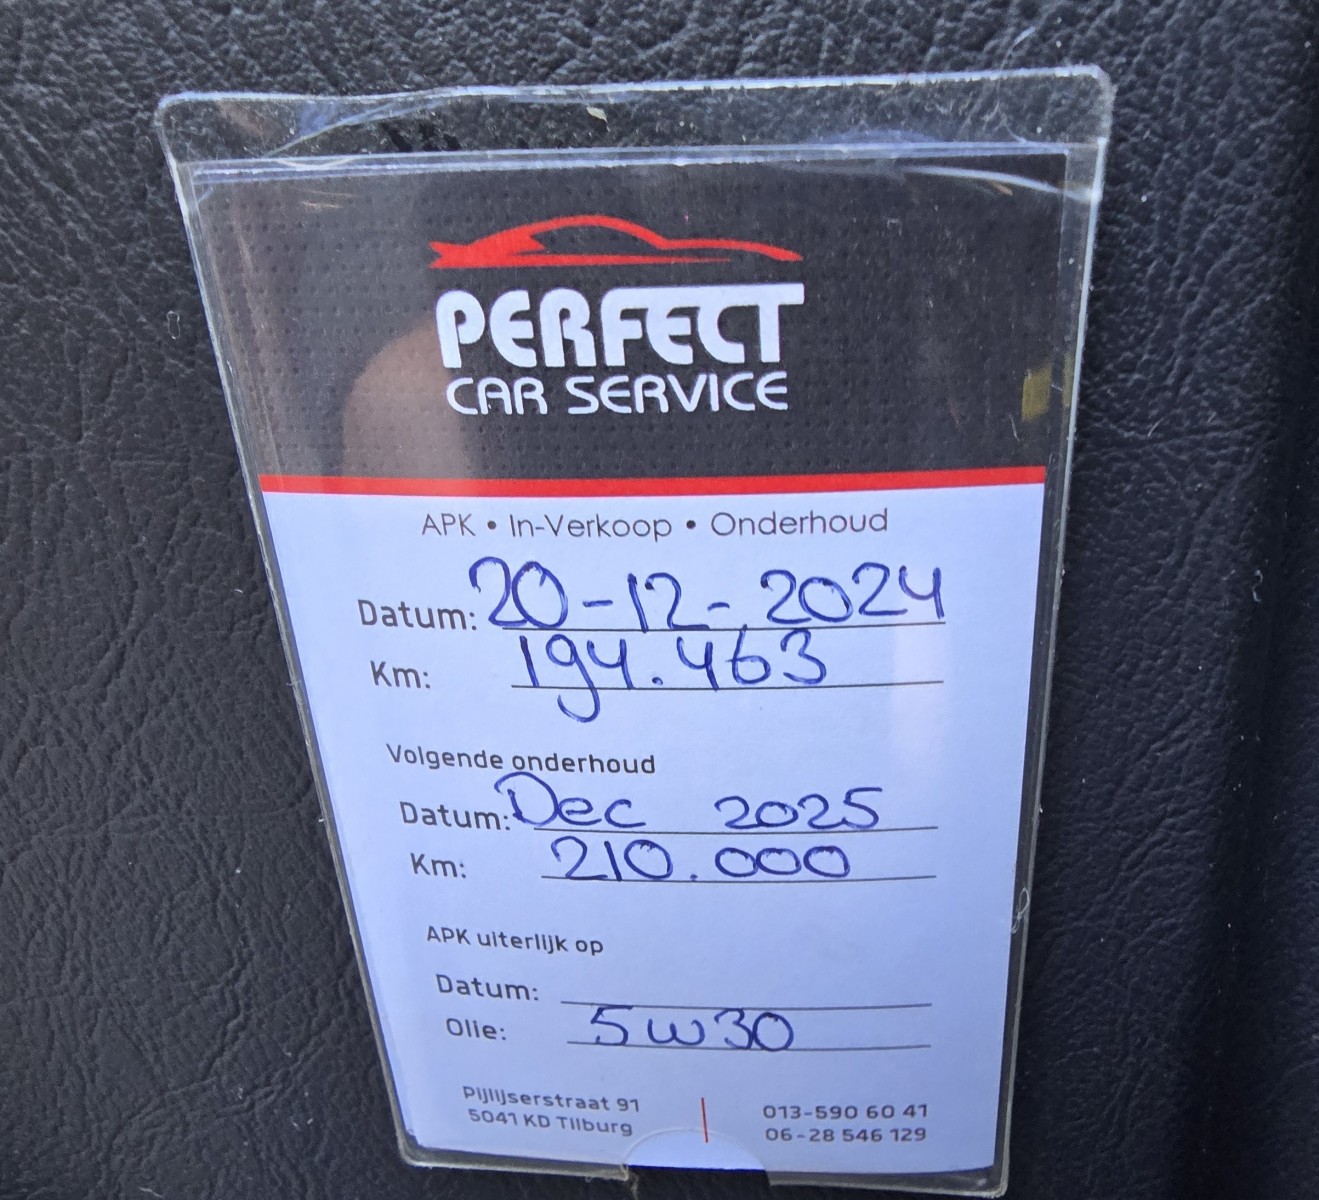 PERFECT
CAR SERVICE
APK • In-Verkoop • Onderhoud
Datum: 20-12-2024
Km: 194.463
Volgende onderhoud
Datum: Dec 2025
Km: 210.000
APK uiterlijk op
Datum:
Olie: 5w30
Pijlijserstraat 91
5041 KD Tilburg
013-590 60 41
06-28 546 129